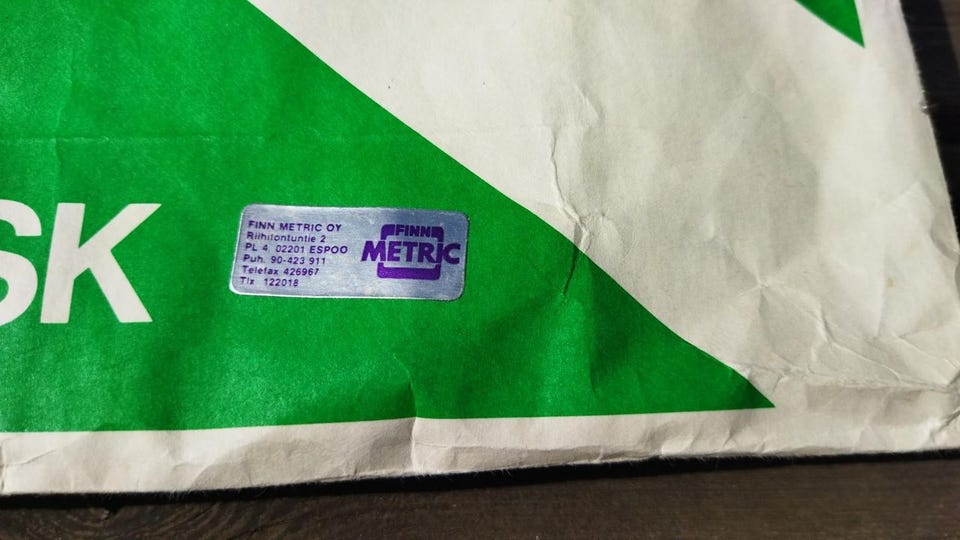 SK
FINN METRIC OY
Riihitontuntie 2
PL 4, 02201 ESPOO
Puh. 90-423 911
Telefax 426967
Tlx 122018
FINN
METRIC